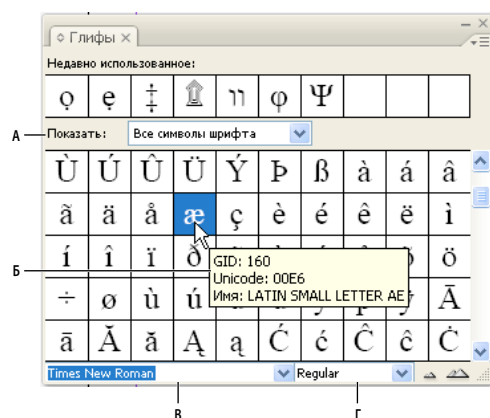 Глифы ×
Недавно использованное:
ọ ẹ ‡ װ φ Ψ
А Показать: Все символы шрифта
Ù Ú Û Ü Ý Þ ß à á â
ã ä å æ ç è é ê ë ì
í î ï ð ö
Б GID: 160
Unicode: 00E6
Имя: LATIN SMALL LETTER AE
÷ ø ù ú Ā
ā Ă ă Ą ą Ć ć Ĉ ĉ Ċ
Times New Roman Regular
В Г